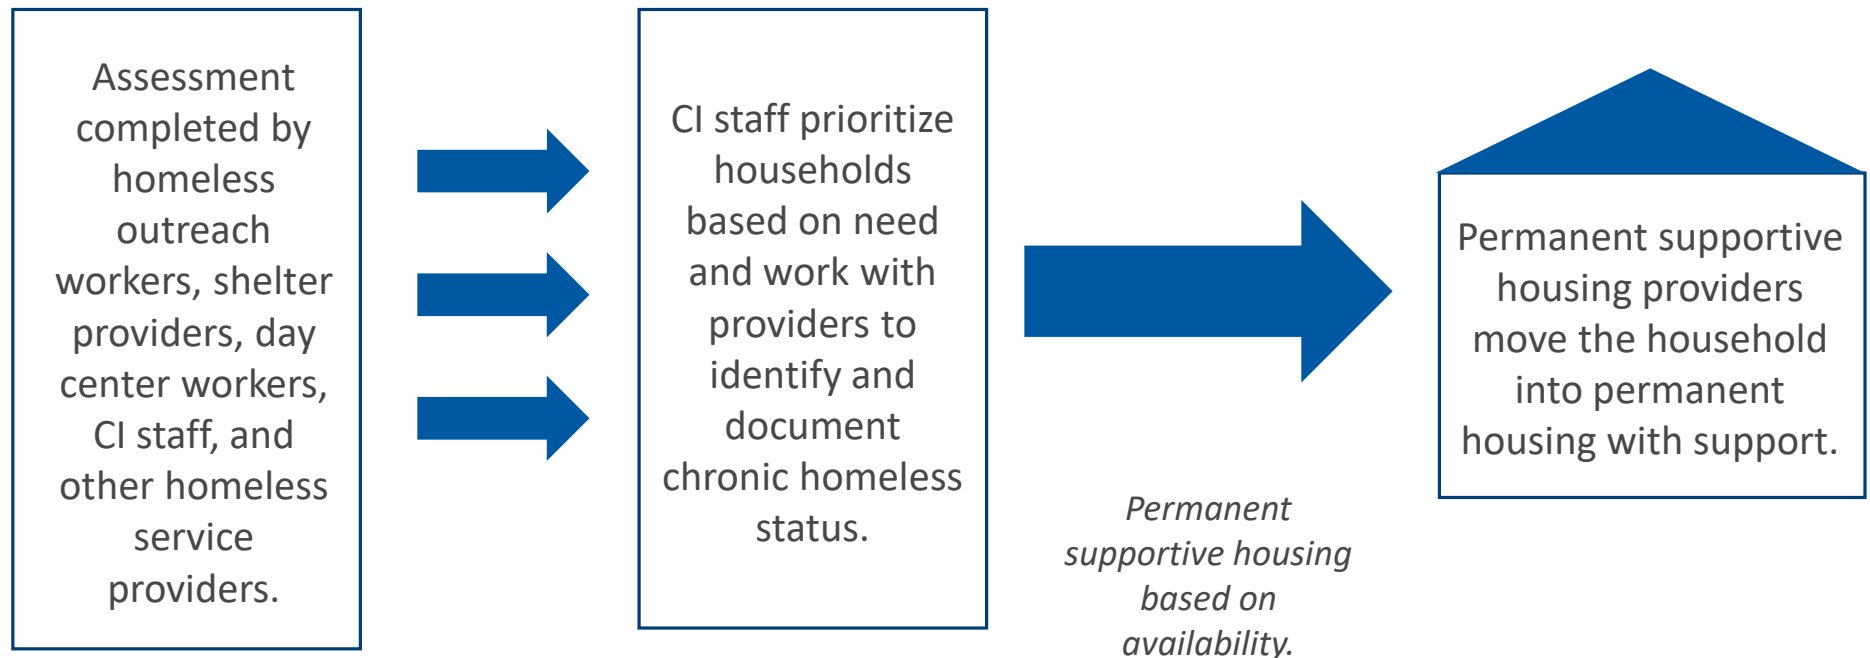 Assessment
completed by
homeless
outreach
workers, shelter
providers, day
center workers,
CI staff, and
other homeless
service
providers.
CI staff prioritize
households
based on need
and work with
providers to
identify and
document
chronic homeless
status.
Permanent
supportive housing
based on
availability.
Permanent supportive
housing providers
move the household
into permanent
housing with support.